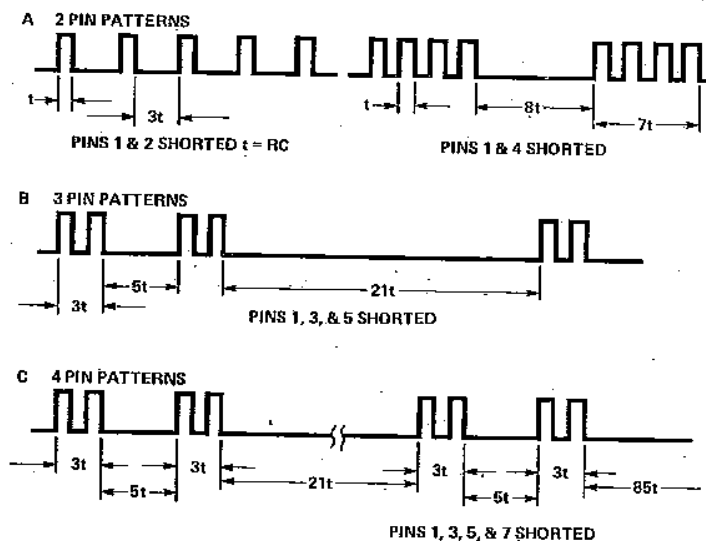 A 2 PIN PATTERNS
t 3t t 8t 7t
PINS 1 & 2 SHORTED t = RC
PINS 1 & 4 SHORTED
B 3 PIN PATTERNS
3t 5t 21t
PINS 1, 3, & 5 SHORTED
C 4 PIN PATTERNS
3t 5t 3t 21t 3t 5t 3t 85t
PINS 1, 3, 5, & 7 SHORTED